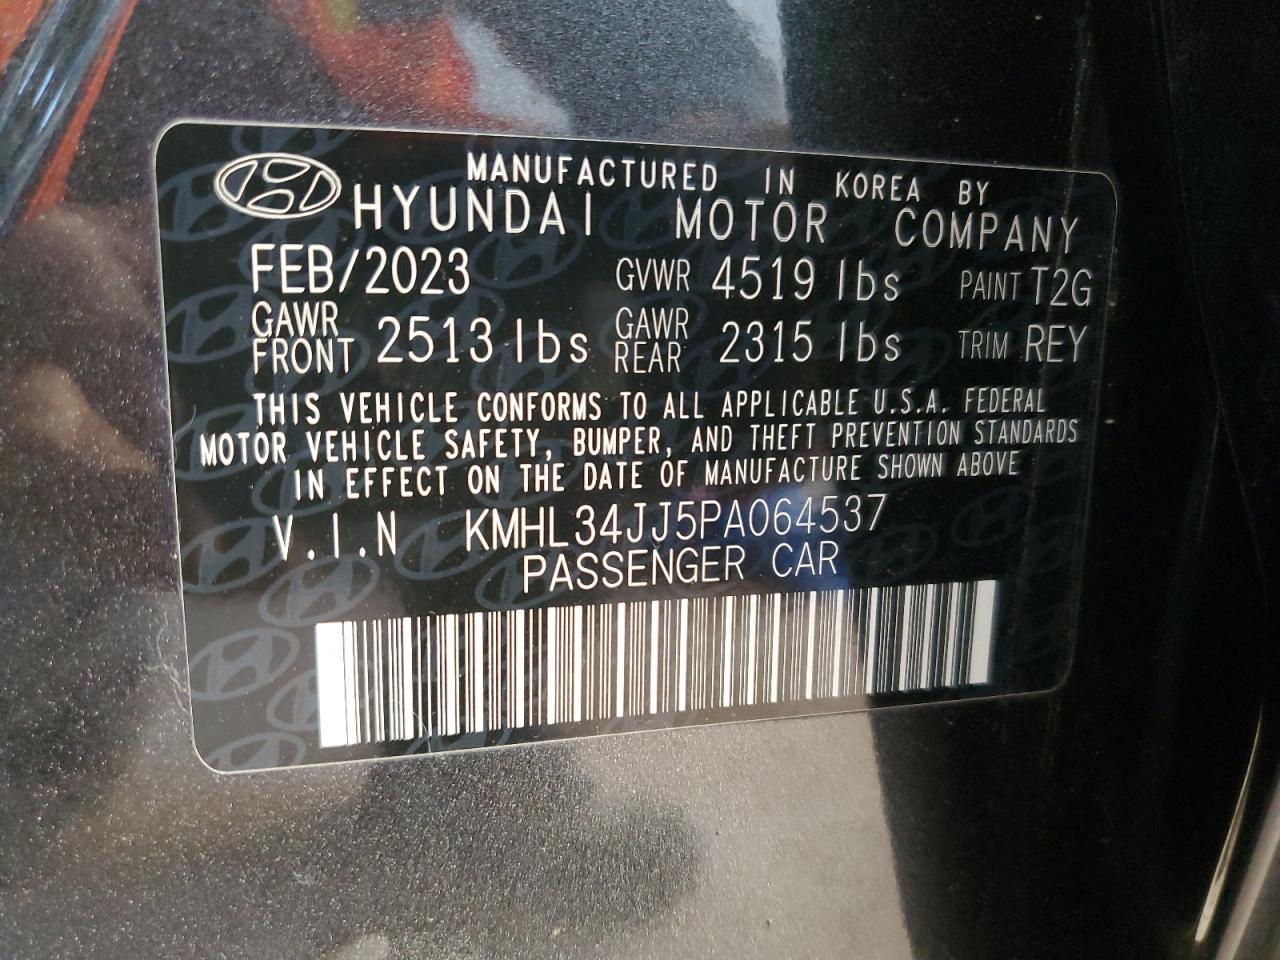 MANUFACTURED IN KOREA BY
HYUNDAI MOTOR COMPANY
FEB/2023 GVWR 4519 lbs PAINT T2G
GAWR FRONT 2513 lbs GAWR REAR 2315 lbs TRIM REY
THIS VEHICLE CONFORMS TO ALL APPLICABLE U.S.A. FEDERAL
MOTOR VEHICLE SAFETY, BUMPER, AND THEFT PREVENTION STANDARDS
IN EFFECT ON THE DATE OF MANUFACTURE SHOWN ABOVE
V.I.N KMHL34JJ5PA064537
PASSENGER CAR